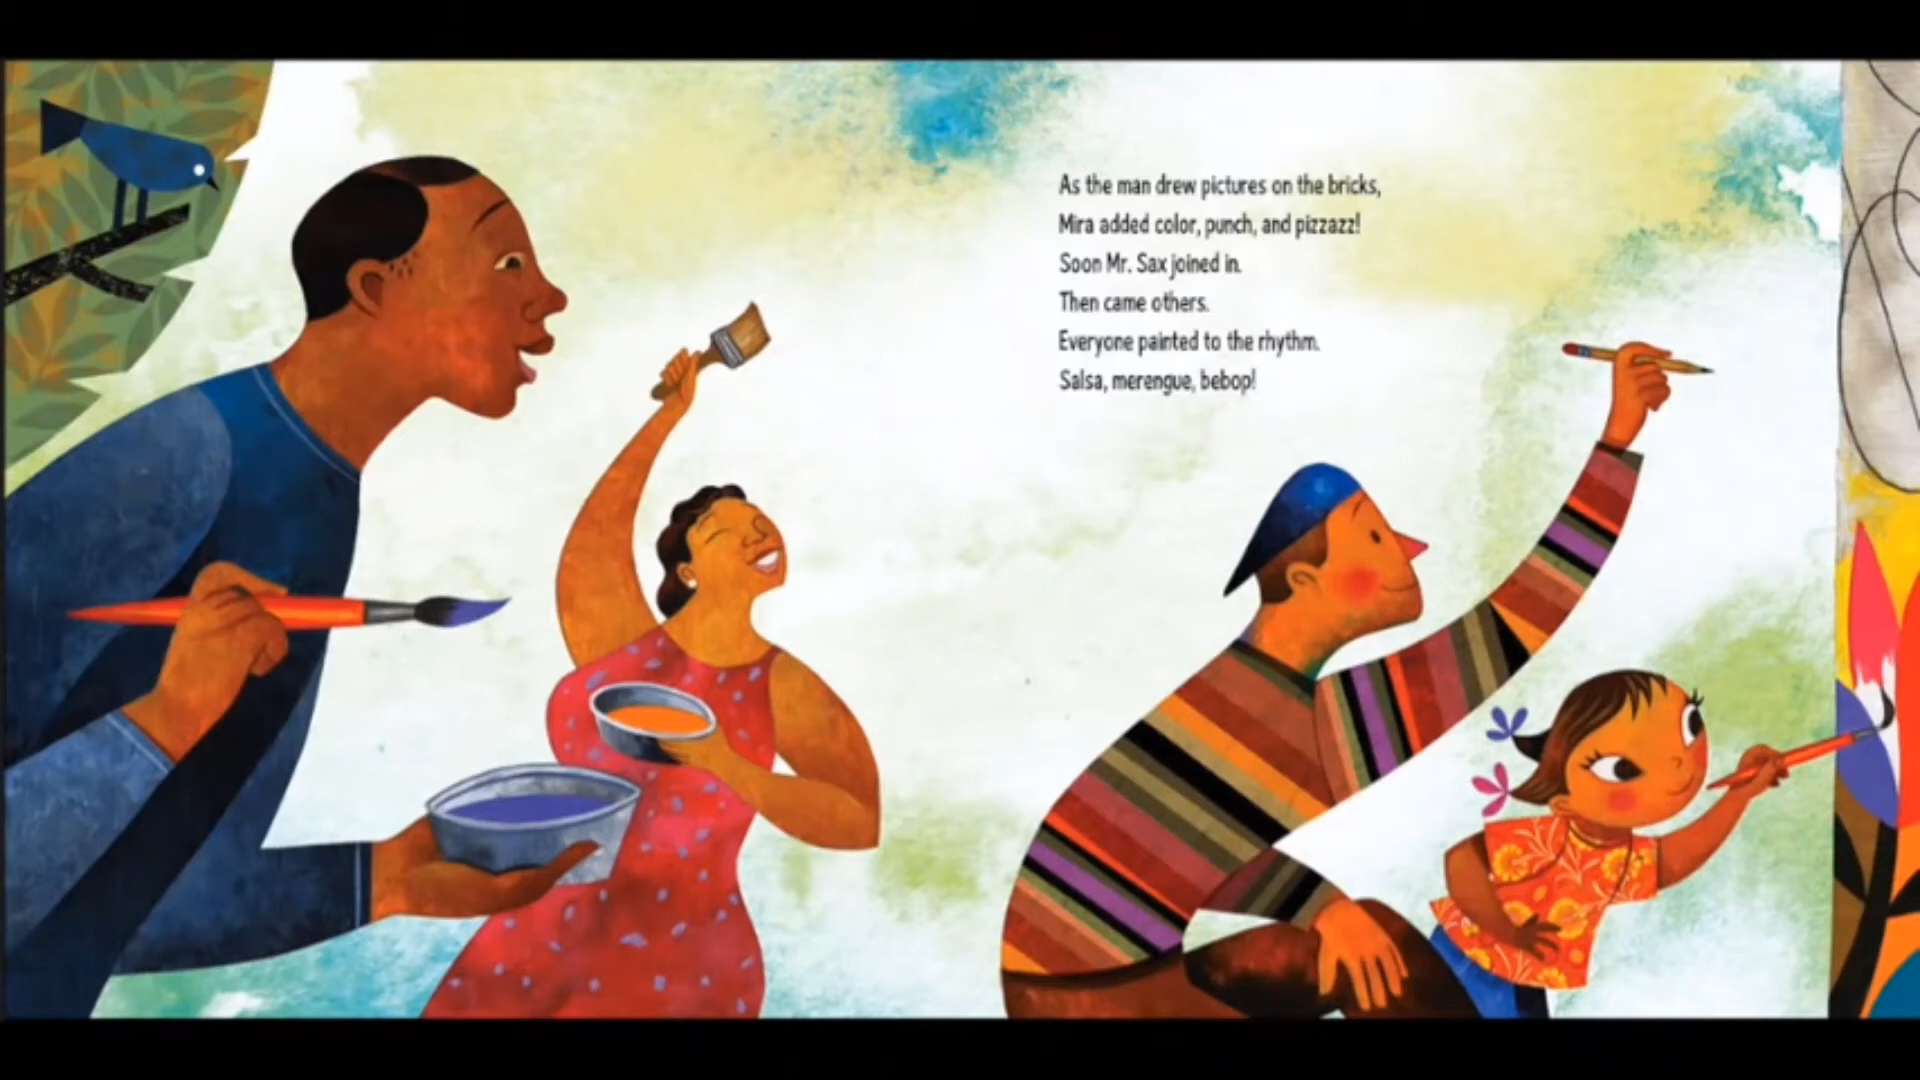 As the man drew pictures on the bricks,
Mira added color, punch, and pizzazz!
Soon Mr. Sax joined in.
Then came others.
Everyone painted to the rhythm.
Salsa, merengue, bebop!